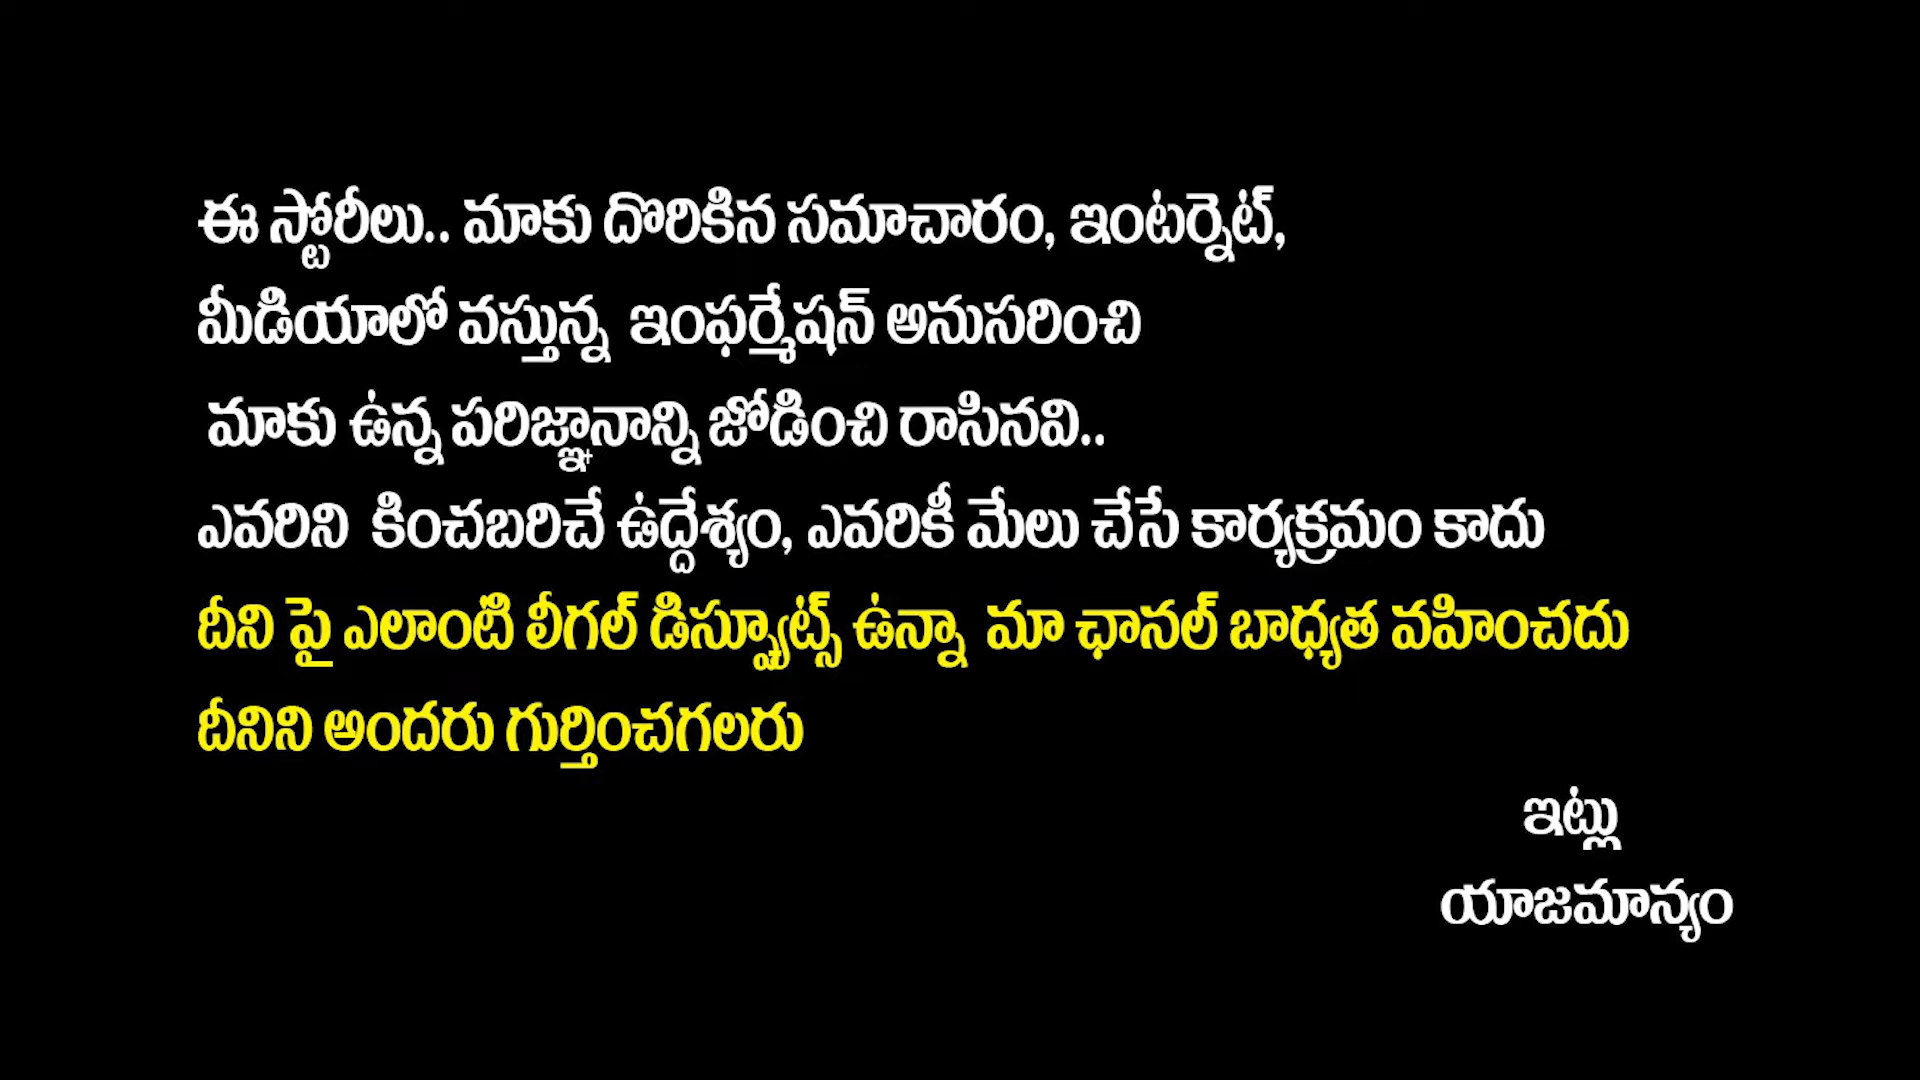 ఈ స్టోరీలు.. మాకు దొరికిన సమాచారం, ఇంటర్నెట్,
మీడియాలో వస్తున్న ఇంఫర్మేషన్ అనుసరించి
మాకు ఉన్న పరిజ్ఞానాన్ని జోడించి రాసినవి..
ఎవరిని కించబరిచే ఉద్దేశ్యం, ఎవరికీ మేలు చేసే కార్యక్రమం కాదు
దీని పై ఎలాంటి లీగల్ డిస్ప్యూట్స్ ఉన్నా మా ఛానల్ బాధ్యత వహించదు
దీనిని అందరు గుర్తించగలరు
ఇట్లు
యాజమాన్యం